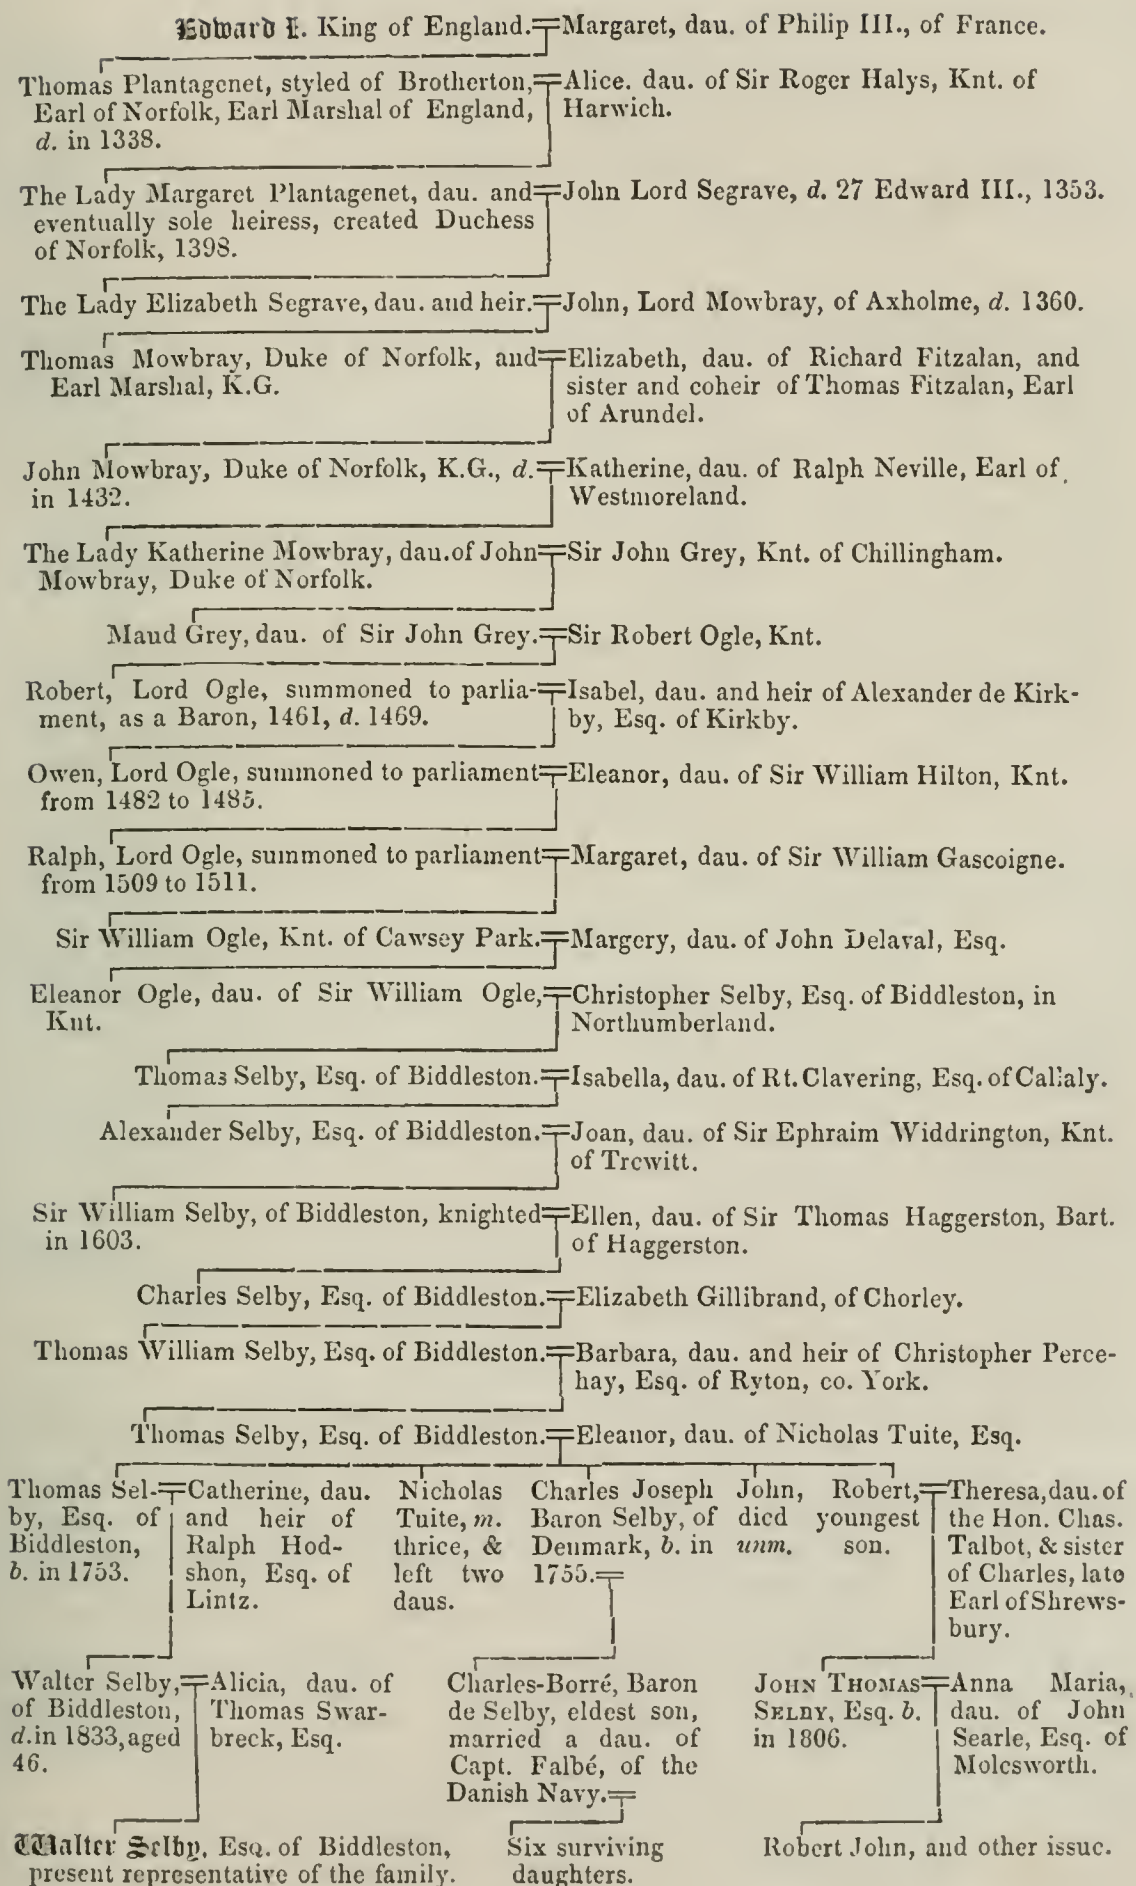 Edward I. King of England.=Margaret, dau. of Philip III., of France.
Thomas Plantagenet, styled of Brotherton,=Alice. dau. of Sir Roger Halys, Knt. of
Earl of Norfolk, Earl Marshal of England, Harwich.
d. in 1338.
The Lady Margaret Plantagenet, dau. and=John Lord Segrave, d. 27 Edward III., 1353.
eventually sole heiress, created Duchess
of Norfolk, 1398.
The Lady Elizabeth Segrave, dau. and heir.=John, Lord Mowbray, of Axholme, d. 1360.
Thomas Mowbray, Duke of Norfolk, and=Elizabeth, dau. of Richard Fitzalan, and
Earl Marshal, K.G. sister and coheir of Thomas Fitzalan, Earl
of Arundel.
John Mowbray, Duke of Norfolk, K.G., d.=Katherine, dau. of Ralph Neville, Earl of
in 1432. Westmoreland.
The Lady Katherine Mowbray, dau. of John=Sir John Grey, Knt. of Chillingham.
Mowbray, Duke of Norfolk.
Maud Grey, dau. of Sir John Grey.=Sir Robert Ogle, Knt.
Robert, Lord Ogle, summoned to parlia-=Isabel, dau. and heir of Alexander de Kirk-
ment, as a Baron, 1461, d. 1469. by, Esq. of Kirkby.
Owen, Lord Ogle, summoned to parliament=Eleanor, dau. of Sir William Hilton, Knt.
from 1482 to 1485.
Ralph, Lord Ogle, summoned to parliament=Margaret, dau. of Sir William Gascoigne.
from 1509 to 1511.
Sir William Ogle, Knt. of Cawsey Park.=Margery, dau. of John Delaval, Esq.
Eleanor Ogle, dau. of Sir William Ogle,=Christopher Selby, Esq. of Biddleston, in
Knt. Northumberland.
Thomas Selby, Esq. of Biddleston.=Isabella, dau. of Rt. Clavering, Esq. of Callaly.
Alexander Selby, Esq. of Biddleston.=Joan, dau. of Sir Ephraim Widdrington, Knt.
of Trewitt.
Sir William Selby, of Biddleston, knighted=Ellen, dau. of Sir Thomas Haggerston, Bart.
in 1603. of Haggerston.
Charles Selby, Esq. of Biddleston.=Elizabeth Gillibrand, of Chorley.
Thomas William Selby, Esq. of Biddleston.=Barbara, dau. and heir of Christopher Perce-
hay, Esq. of Ryton, co. York.
Thomas Selby, Esq. of Biddleston.=Eleanor, dau. of Nicholas Tuite, Esq.
Thomas Sel-=Catherine, dau.
by, Esq. of and heir of
Biddleston, Ralph Hod-
b. in 1753. shon, Esq. of
Lintz.
Nicholas
Tuite, m.
thrice, &
left two
daus.
Charles Joseph
Baron Selby, of
Denmark, b. in
1755.=
John,
died
unm.
Robert,=Theresa, dau. of
youngest the Hon. Chas.
son. Talbot, & sister
of Charles, late
Earl of Shrews-
bury.
Walter Selby,=Alicia, dau. of
of Biddleston, Thomas Swar-
d. in 1833, aged breck, Esq.
46.
Charles-Borré, Baron
de Selby, eldest son,
married a dau. of
Capt. Falbé, of the
Danish Navy.=
JOHN THOMAS=Anna Maria,
SELBY, Esq. b. dau. of John
in 1806. Searle, Esq. of
Molesworth.
Walter Selby, Esq. of Biddleston,
present representative of the family.
Six surviving
daughters.
Robert John, and other issue.